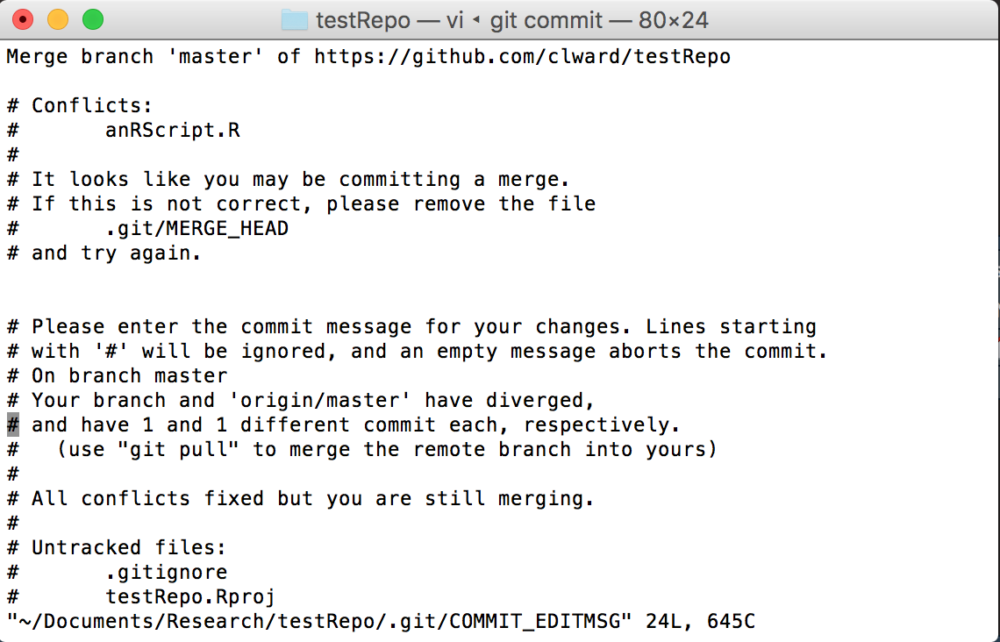 testRepo — vi ◂ git commit — 80×24
Merge branch 'master' of https://github.com/clward/testRepo

# Conflicts:
#       anRScript.R
#
# It looks like you may be committing a merge.
# If this is not correct, please remove the file
#       .git/MERGE_HEAD
# and try again.


# Please enter the commit message for your changes. Lines starting
# with '#' will be ignored, and an empty message aborts the commit.
# On branch master
# Your branch and 'origin/master' have diverged,
# and have 1 and 1 different commit each, respectively.
#   (use "git pull" to merge the remote branch into yours)
#
# All conflicts fixed but you are still merging.
#
# Untracked files:
#       .gitignore
#       testRepo.Rproj
"~/Documents/Research/testRepo/.git/COMMIT_EDITMSG" 24L, 645C